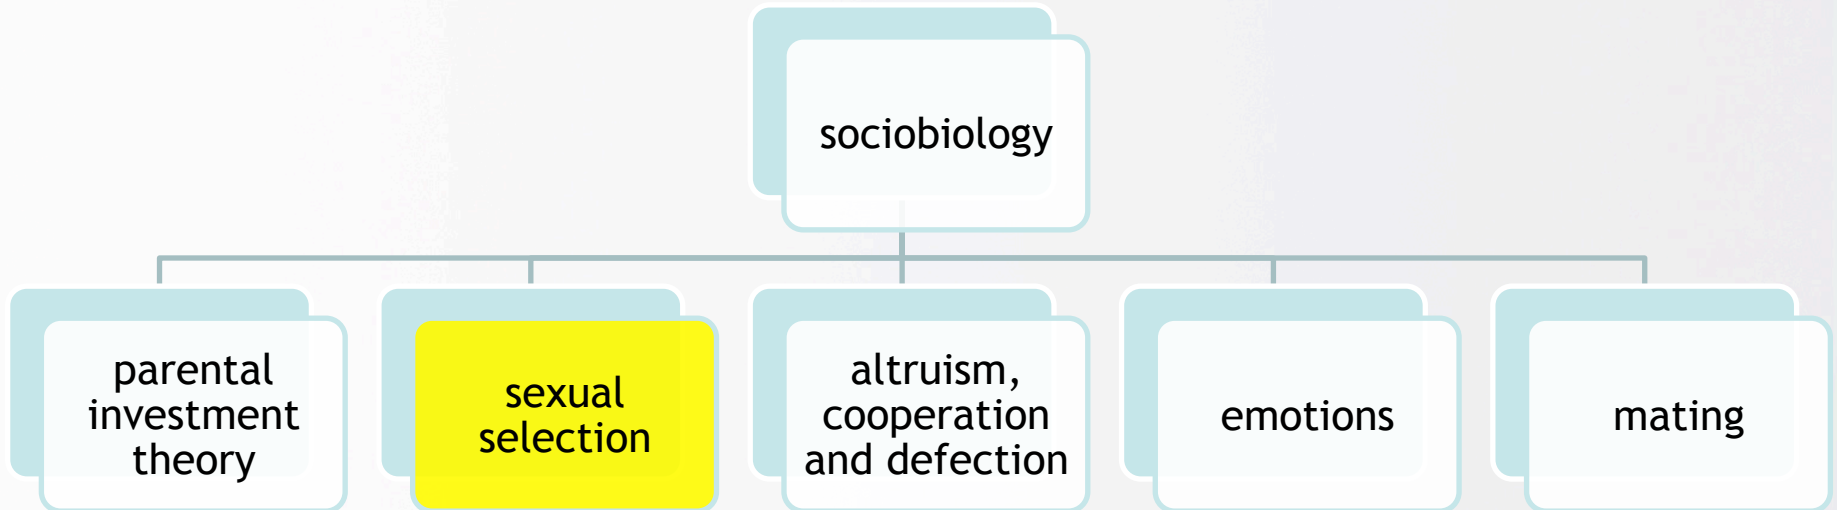 sociobiology
parental
investment
theory
sexual
selection
altruism,
cooperation
and defection
emotions
mating